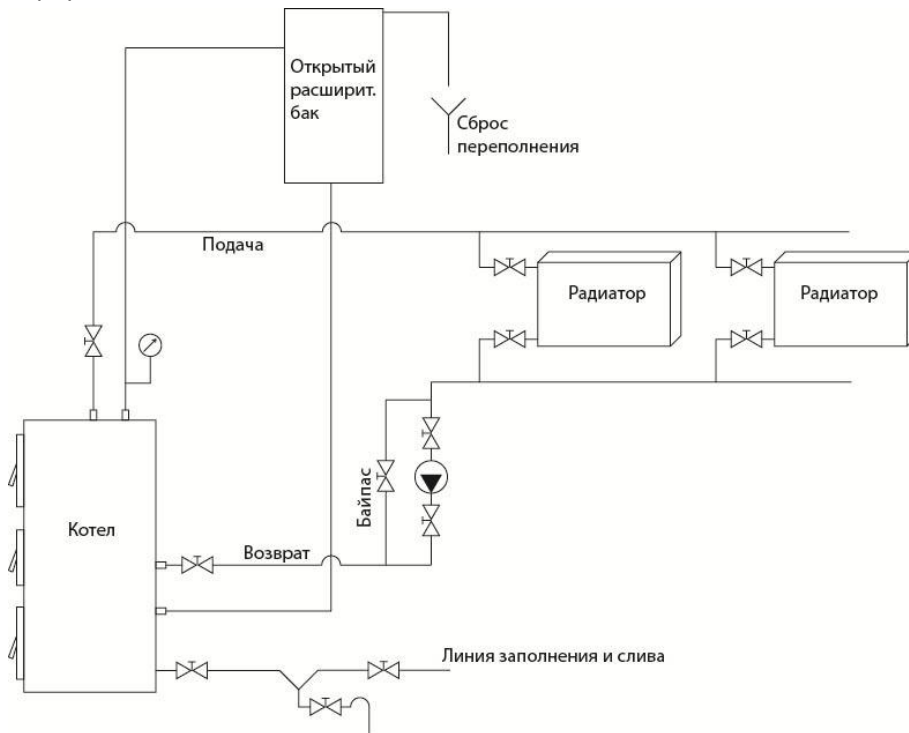 Открытый
расширит.
бак
Сброс
переполнения
Подача
Радиатор
Радиатор
Байпас
Котел
Возврат
Линия заполнения и слива